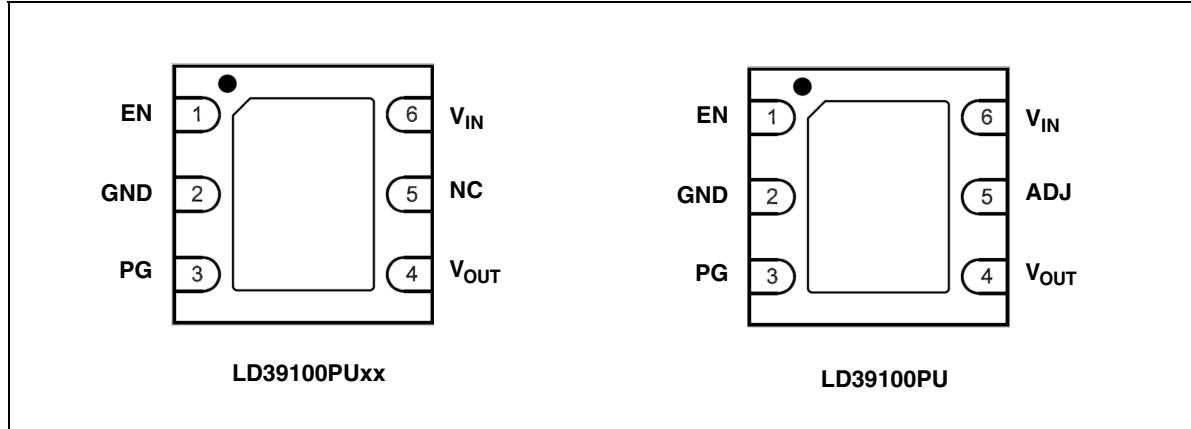 EN 1 6 VIN
GND 2 5 NC
PG 3 4 VOUT
LD39100PUxx
EN 1 6 VIN
GND 2 5 ADJ
PG 3 4 VOUT
LD39100PU